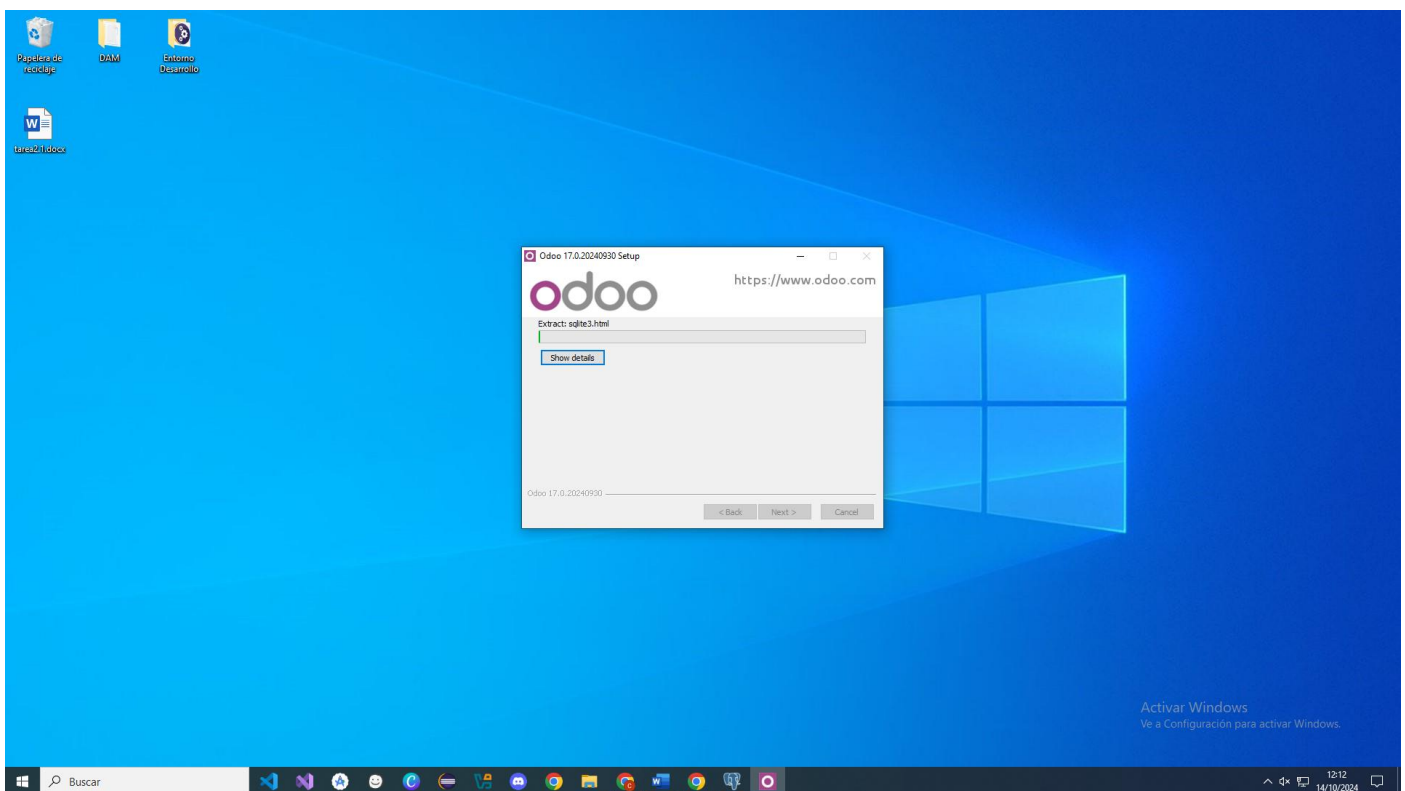 Papelera de
reciclaje
DAM
Entorno
Desarrollo
tarea2.1.docx
Odoo 17.0.20240930 Setup
odoo
https://www.odoo.com
Extract: sqlite3.html
Show details
Odoo 17.0.20240930
< Back
Next >
Cancel
Activar Windows
Ve a Configuración para activar Windows.
Buscar
12:12
14/10/2024